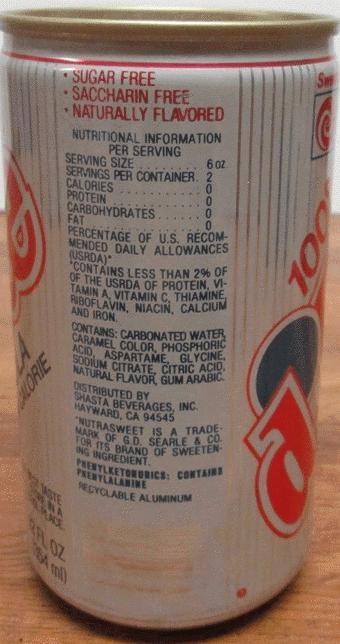 • SUGAR FREE
• SACCHARIN FREE
• NATURALLY FLAVORED
NUTRITIONAL INFORMATION
PER SERVING
SERVING SIZE ........... 6 oz.
SERVINGS PER CONTAINER. 2
CALORIES ............... 0
PROTEIN ................ 0
CARBOHYDRATES .......... 0
FAT .................... 0
PERCENTAGE OF U.S. RECOM-
MENDED DAILY ALLOWANCES
(USRDA)*
*CONTAINS LESS THAN 2% OF
OF THE USRDA OF PROTEIN, VI-
TAMIN A, VITAMIN C, THIAMINE,
RIBOFLAVIN, NIACIN, CALCIUM
AND IRON.
CONTAINS: CARBONATED WATER,
CARAMEL COLOR, PHOSPHORIC
ACID, ASPARTAME, GLYCINE,
SODIUM CITRATE, CITRIC ACID,
NATURAL FLAVOR, GUM ARABIC.
DISTRIBUTED BY
SHASTA BEVERAGES, INC.
HAYWARD, CA 94545
"NUTRASWEET IS A TRADE-
MARK OF G.D. SEARLE & CO.
FOR ITS BRAND OF SWEETEN-
ING INGREDIENT.
PHENYLKETONURICS: CONTAINS
PHENYLALANINE
RECYCLABLE ALUMINUM
TASTE
IN A
PLACE
FL OZ
ml)
100